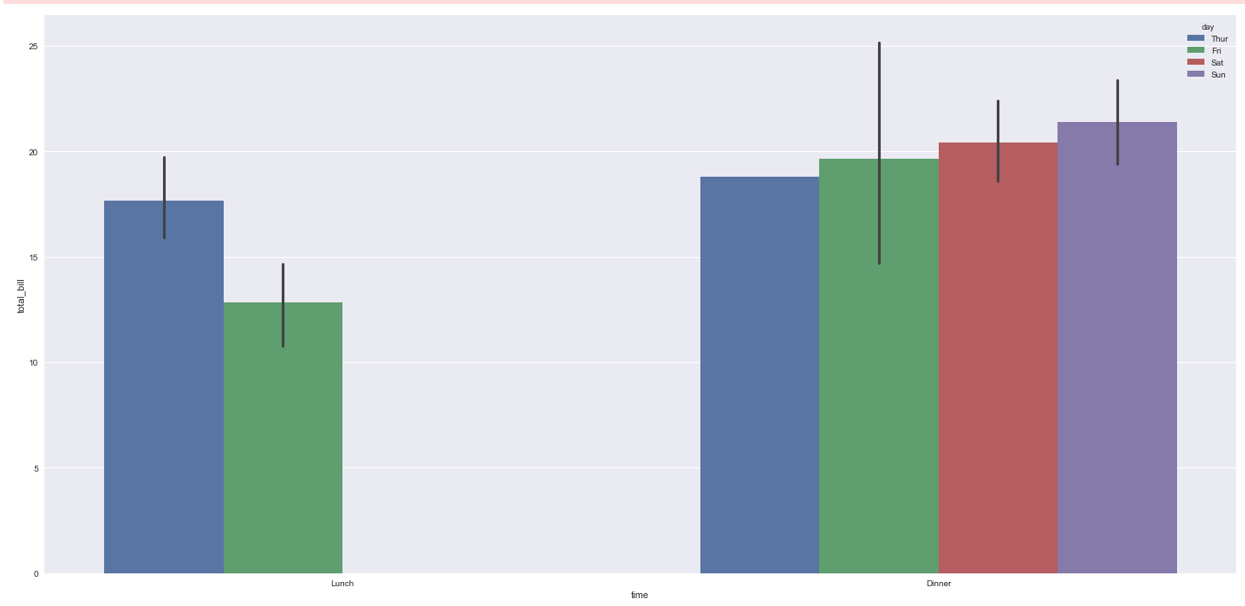 day
Thur
Fri
Sat
Sun
25
20
15
10
5
0
total_bill
Lunch
Dinner
time